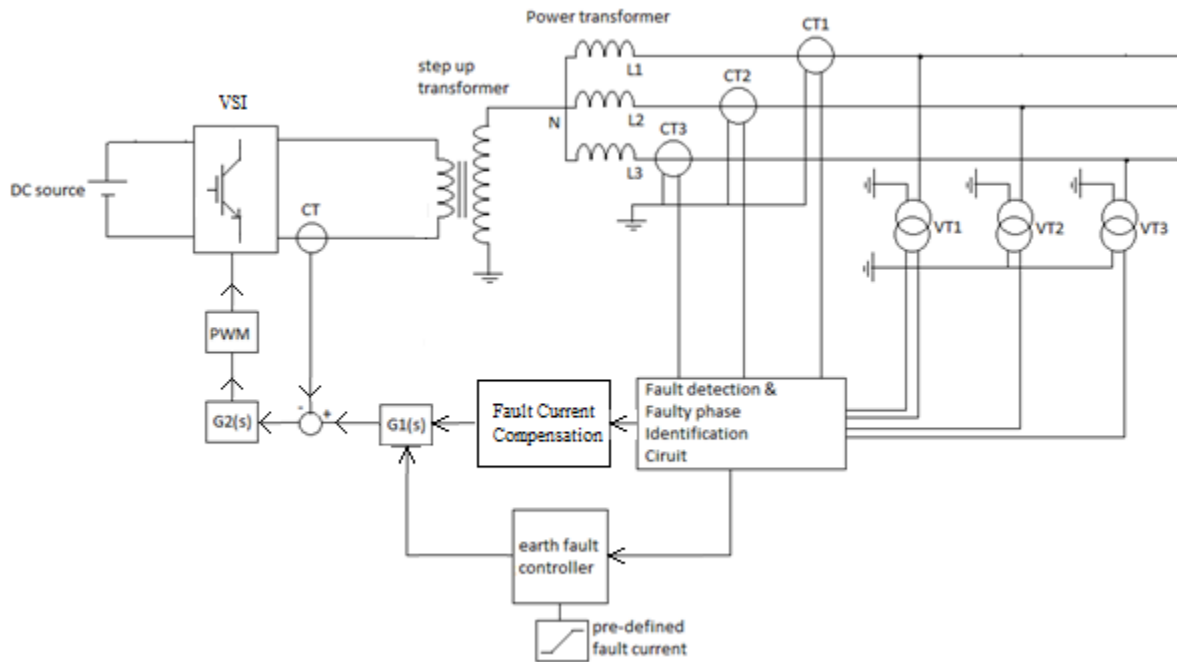 Power transformer
CT1
step up
transformer
L1
CT2
VSI
N
L2
CT3
L3
DC source
CT
VT1
VT2
VT3
PWM
Fault detection &
Faulty phase
Identification
Ciruit
Fault Current
Compensation
G1(s)
-
+
G2(s)
earth fault
controller
pre-defined
fault current